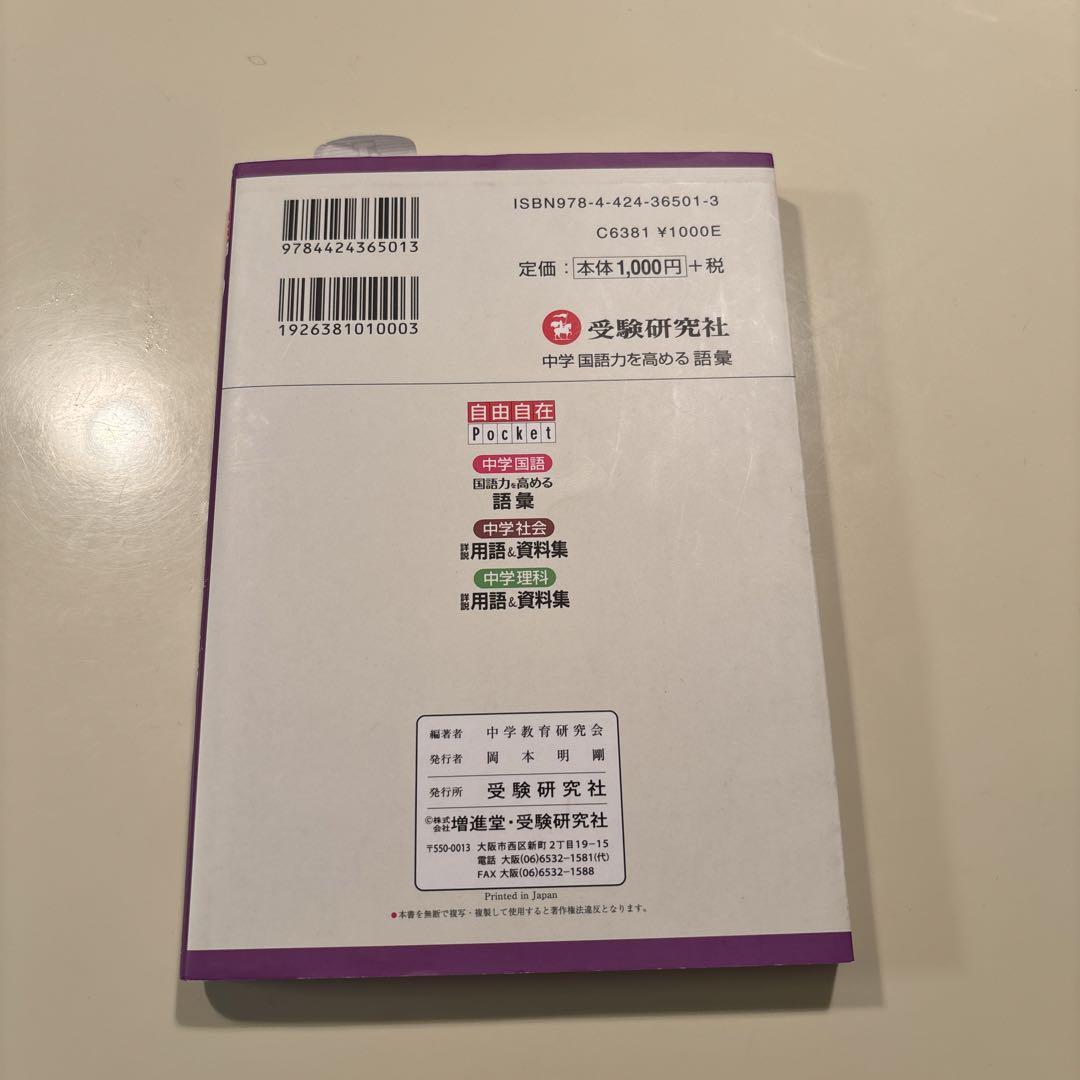 9784424365013
1926381010003
ISBN978-4-424-36501-3
C6381 ¥1000E
定価：本体1,000円＋税
受験研究社
中学 国語力を高める 語彙
自由自在
Pocket
中学国語
国語力を高める
語彙
中学社会
詳説 用語&資料集
中学理科
詳説 用語&資料集
編著者 中学教育研究会
発行者 岡本明剛
発行所 受験研究社
©株式会社 増進堂・受験研究社
〒550-0013 大阪市西区新町2丁目19-15
電話 大阪(06)6532-1581(代)
FAX 大阪(06)6532-1588
Printed in Japan
●本書を無断で複写・複製して使用すると著作権法違反となります。